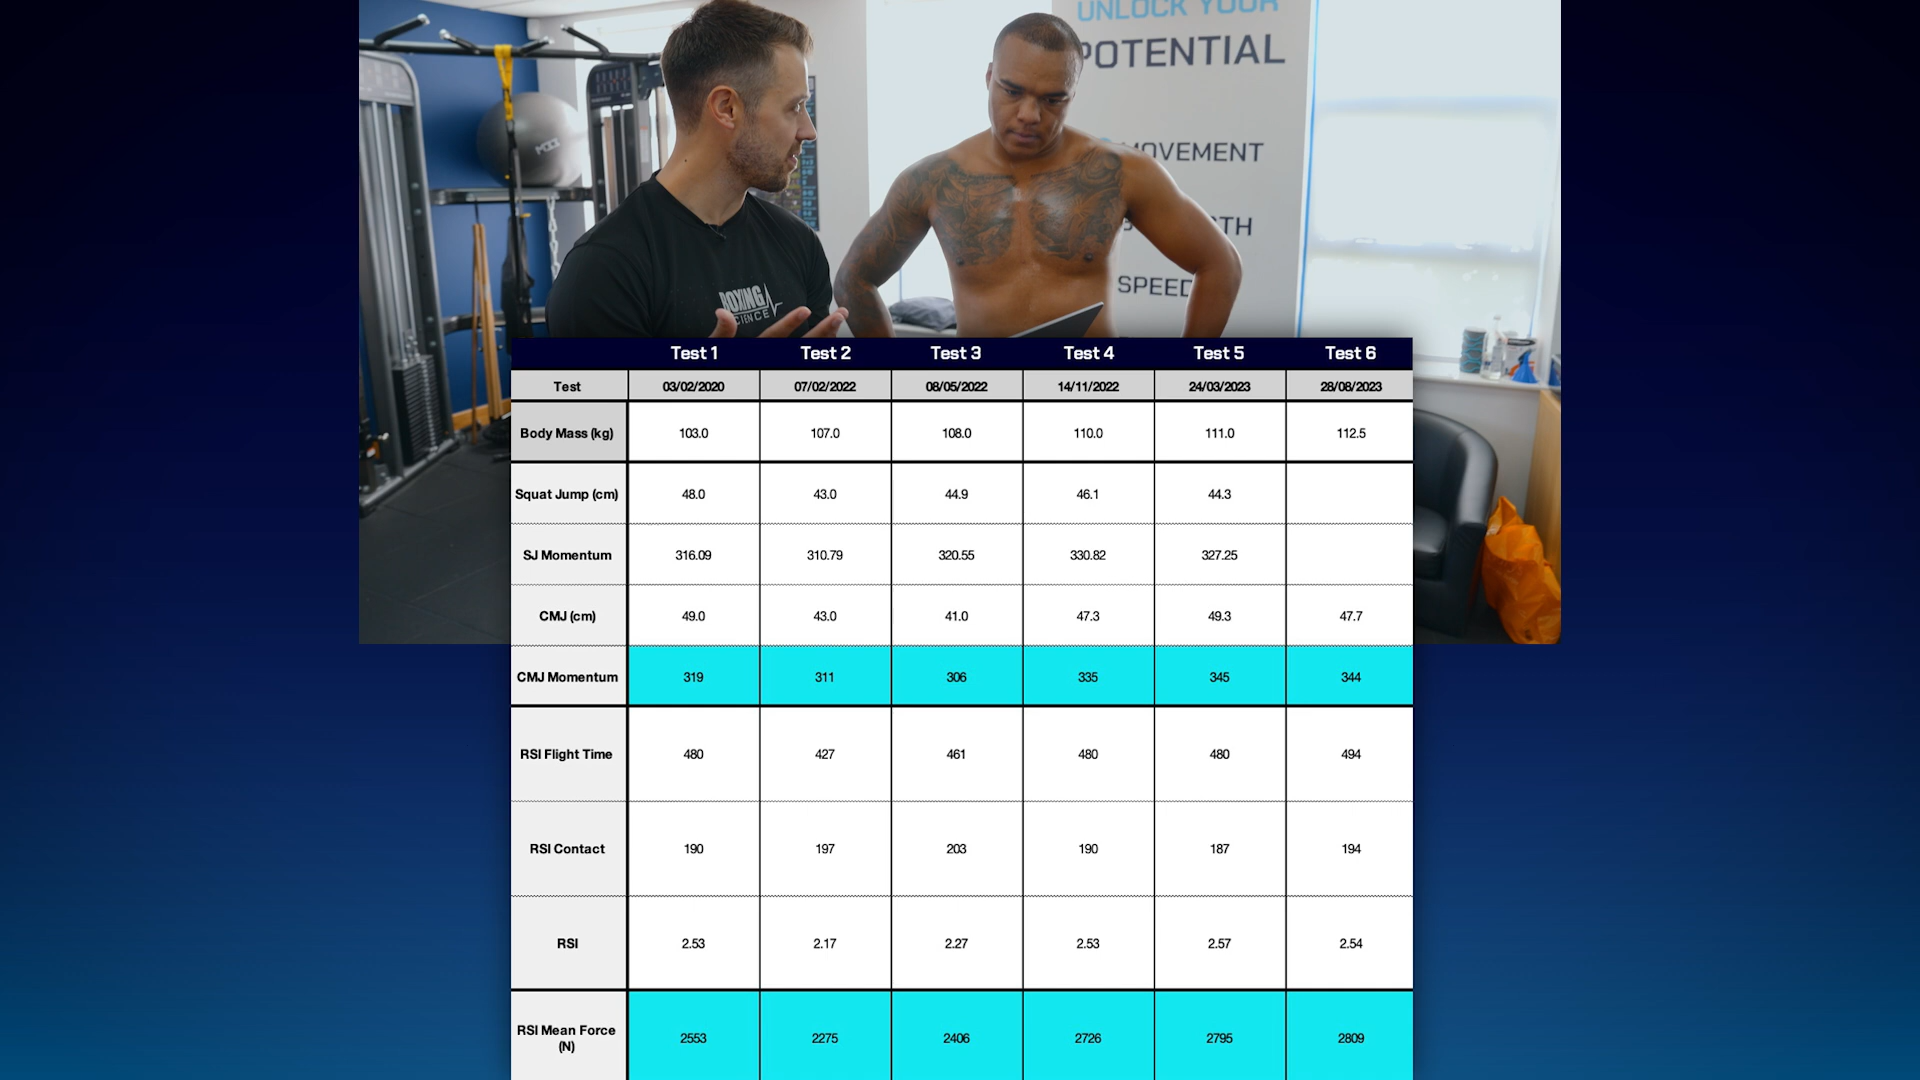 UNLOCK YOUR
POTENTIAL
MOVEMENT
SPEED
BOXING
SCIENCE
Test 1 Test 2 Test 3 Test 4 Test 5 Test 6
Test 03/02/2020 07/02/2022 08/05/2022 14/11/2022 24/03/2023 28/08/2023
Body Mass (kg) 103.0 107.0 108.0 110.0 111.0 112.5
Squat Jump (cm) 48.0 43.0 44.9 46.1 44.3
SJ Momentum 316.09 310.79 320.55 330.82 327.25
CMJ (cm) 49.0 43.0 41.0 47.3 49.3 47.7
CMJ Momentum 319 311 306 335 345 344
RSI Flight Time 480 427 461 480 480 494
RSI Contact 190 197 203 190 187 194
RSI 2.53 2.17 2.27 2.53 2.57 2.54
RSI Mean Force
(N) 2553 2275 2406 2726 2795 2809